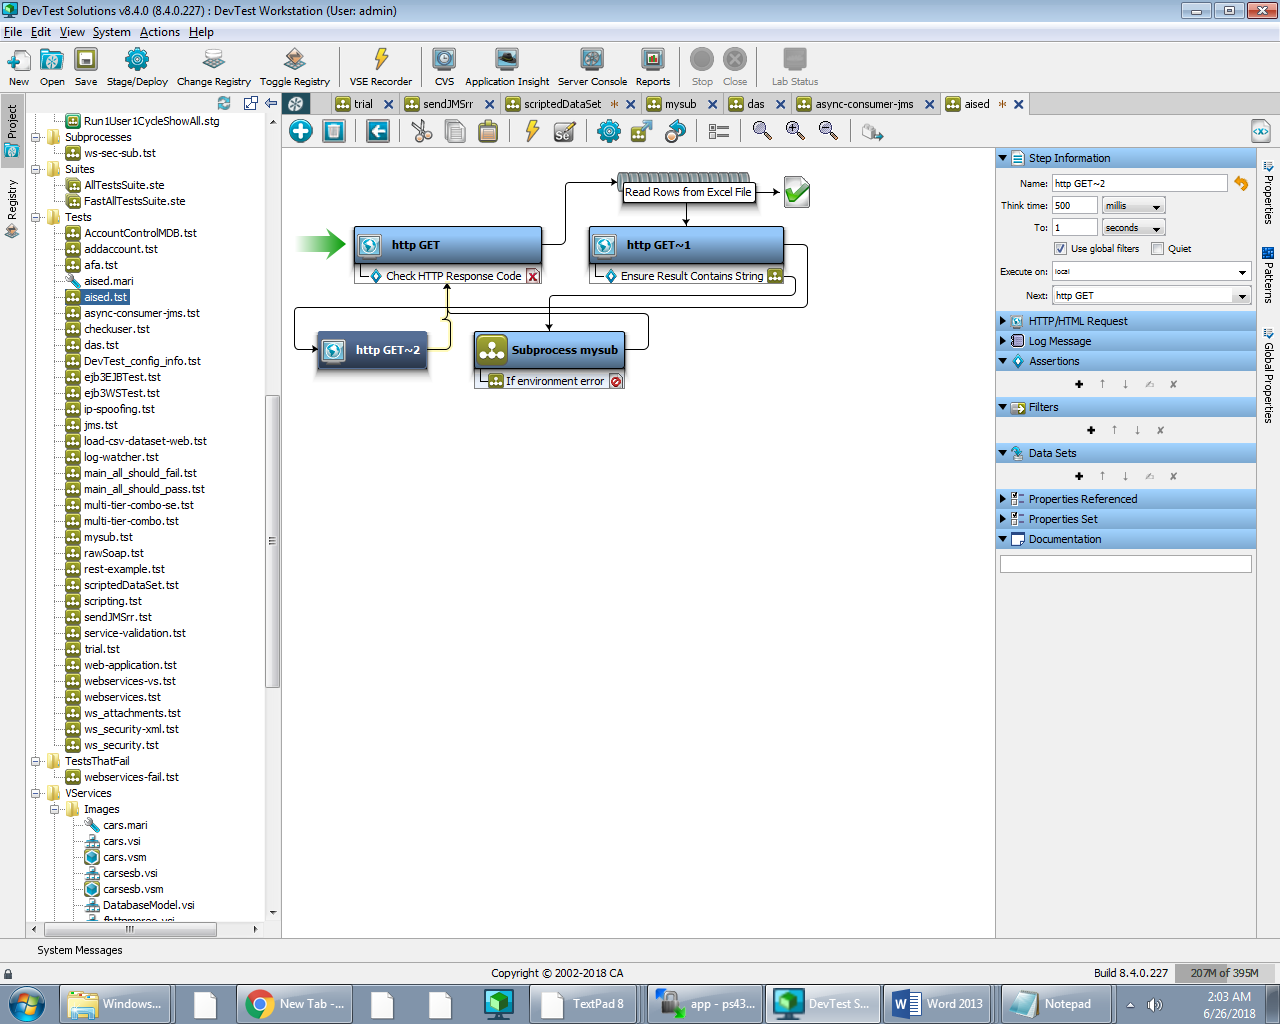 DevTest Solutions v8.4.0 (8.4.0.227) : DevTest Workstation (User: admin)
File Edit View System Actions Help
New Open Save Stage/Deploy Change Registry Toggle Registry VSE Recorder CVS Application Insight Server Console Reports Stop Close Lab Status
trial sendJMSrr scriptedDataSet * mysub das async-consumer-jms aised *
Project
Registry
Run1User1CycleShowAll.stg
Subprocesses
ws-sec-sub.tst
Suites
AllTestsSuite.ste
FastAllTestsSuite.ste
Tests
AccountControlMDB.tst
addaccount.tst
afa.tst
aised.mari
aised.tst
async-consumer-jms.tst
checkuser.tst
das.tst
DevTest_config_info.tst
ejb3EJBTest.tst
ejb3WSTest.tst
ip-spoofing.tst
jms.tst
load-csv-dataset-web.tst
log-watcher.tst
main_all_should_fail.tst
main_all_should_pass.tst
multi-tier-combo-se.tst
multi-tier-combo.tst
mysub.tst
rawSoap.tst
rest-example.tst
scriptedDataSet.tst
scripting.tst
sendJMSrr.tst
service-validation.tst
trial.tst
web-application.tst
webservices-vs.tst
webservices.tst
ws_attachments.tst
ws_security-xml.tst
ws_security.tst
TestsThatFail
webservices-fail.tst
VServices
Images
cars.mari
cars.vsi
cars.vsm
carsesb.vsi
carsesb.vsm
DatabaseModel.vsi
Read Rows from Excel File
http GET
Check HTTP Response Code
http GET~1
Ensure Result Contains String
http GET~2
Subprocess mysub
If environment error
Step Information
Name: http GET~2
Think time: 500 millis
To: 1 seconds
Use global filters Quiet
Execute on: local
Next: http GET
HTTP/HTML Request
Log Message
Assertions
Filters
Data Sets
Properties Referenced
Properties Set
Documentation
Properties
Patterns
Global Properties
System Messages
Copyright © 2002-2018 CA
Build 8.4.0.227
207M of 395M
Windows... New Tab -... TextPad 8 app - ps43... DevTest S... Word 2013 Notepad
2:03 AM
6/26/2018